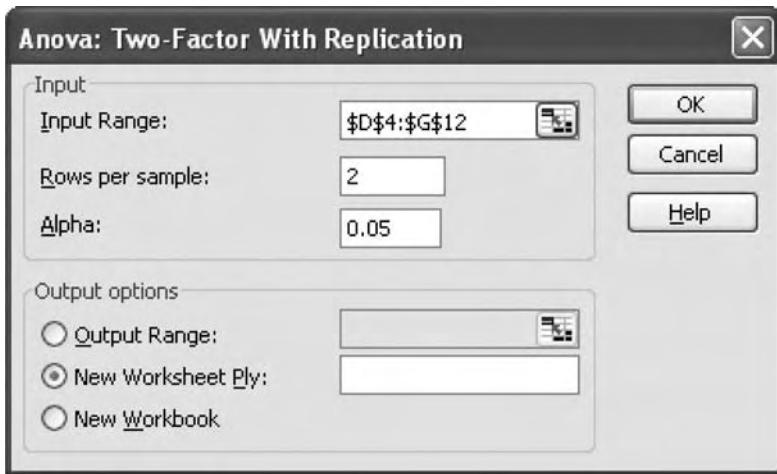 Anova: Two-Factor With Replication
Input
Input Range:
$D$4:$G$12
Rows per sample:
2
Alpha:
0.05
OK
Cancel
Help
Output options
Output Range:
New Worksheet Ply:
New Workbook